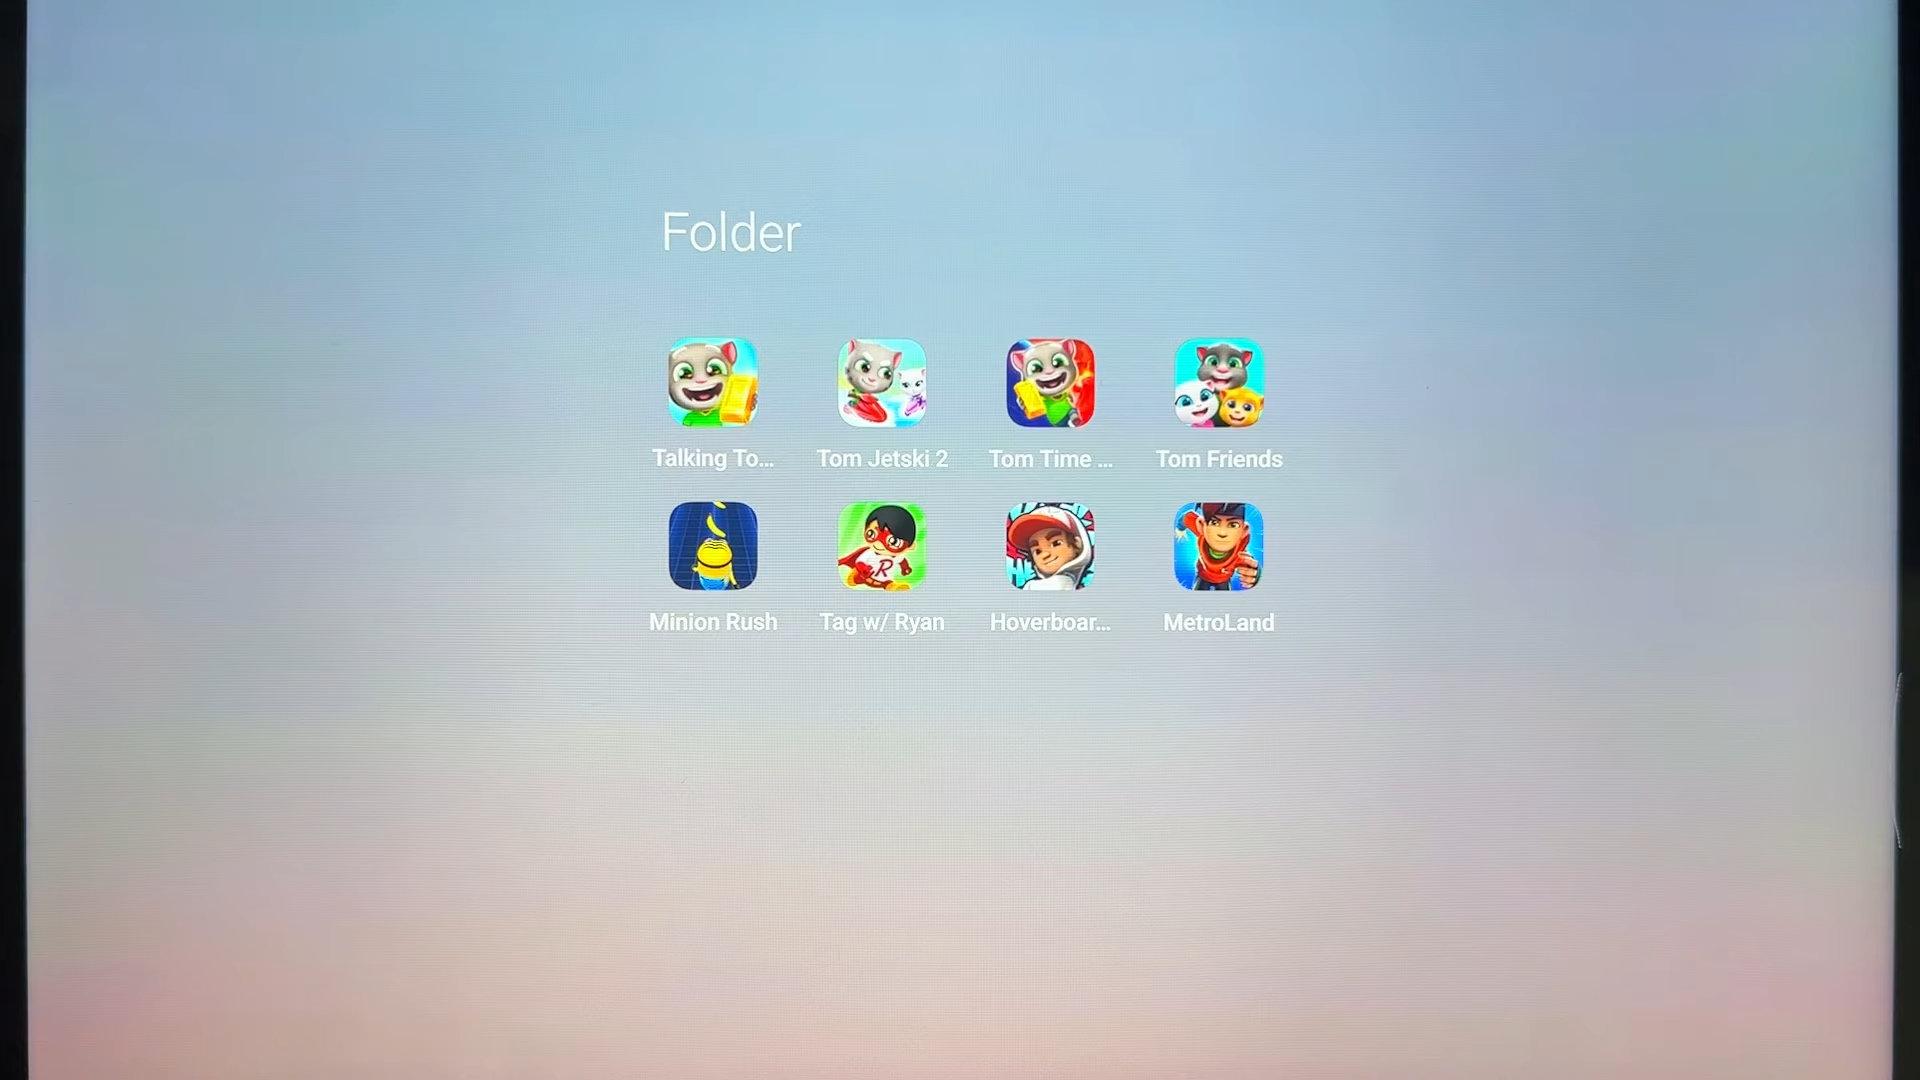 Folder
Talking To...
Tom Jetski 2
Tom Time ...
Tom Friends
Minion Rush
Tag w/ Ryan
Hoverboar...
MetroLand
R